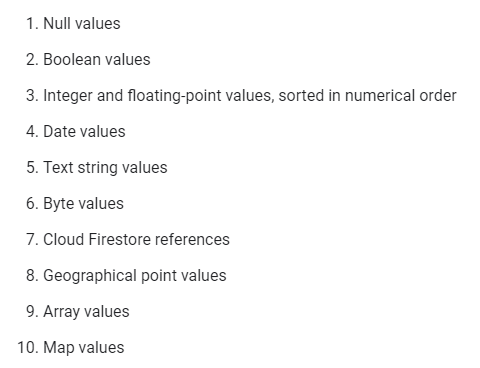 1. Null values
2. Boolean values
3. Integer and floating-point values, sorted in numerical order
4. Date values
5. Text string values
6. Byte values
7. Cloud Firestore references
8. Geographical point values
9. Array values
10. Map values